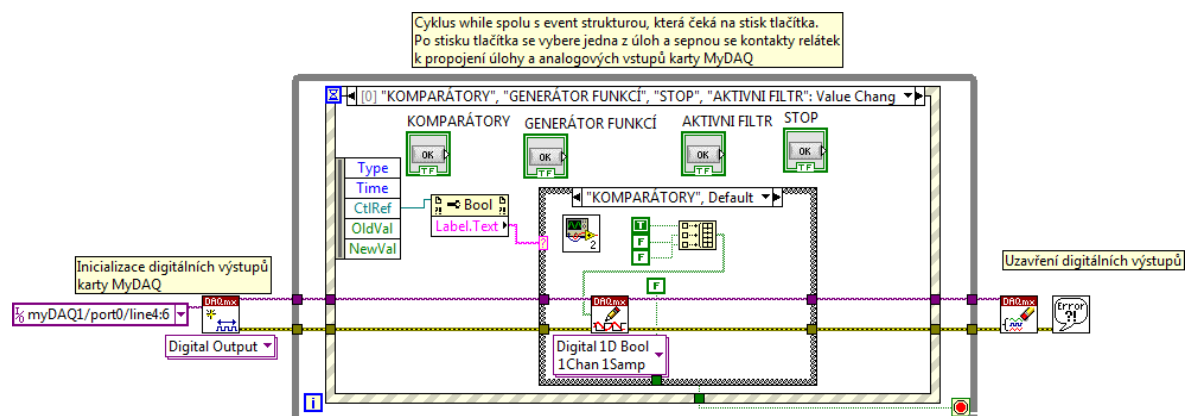 Cyklus while spolu s event strukturou, která čeká na stisk tlačítka.
Po stisku tlačítka se vybere jedna z úloh a sepnou se kontakty relátek
k propojení úlohy a analogových vstupů karty MyDAQ
[0] "KOMPARÁTORY", "GENERÁTOR FUNKCÍ", "STOP", "AKTIVNI FILTR": Value Chang
KOMPARÁTORY
GENERÁTOR FUNKCÍ
AKTIVNI FILTR
STOP
OK
TF
OK
TF
OK
TF
OK
TF
Type
Time
CtlRef
OldVal
NewVal
Bool
Label.Text
?
"KOMPARÁTORY", Default
2
T
F
F
F
Inicializace digitálních výstupů
karty MyDAQ
myDAQ1/port0/line4:6
DAQmx
Digital Output
DAQmx
Digital 1D Bool
1Chan 1Samp
Uzavření digitálních výstupů
DAQmx
Error
?!
i